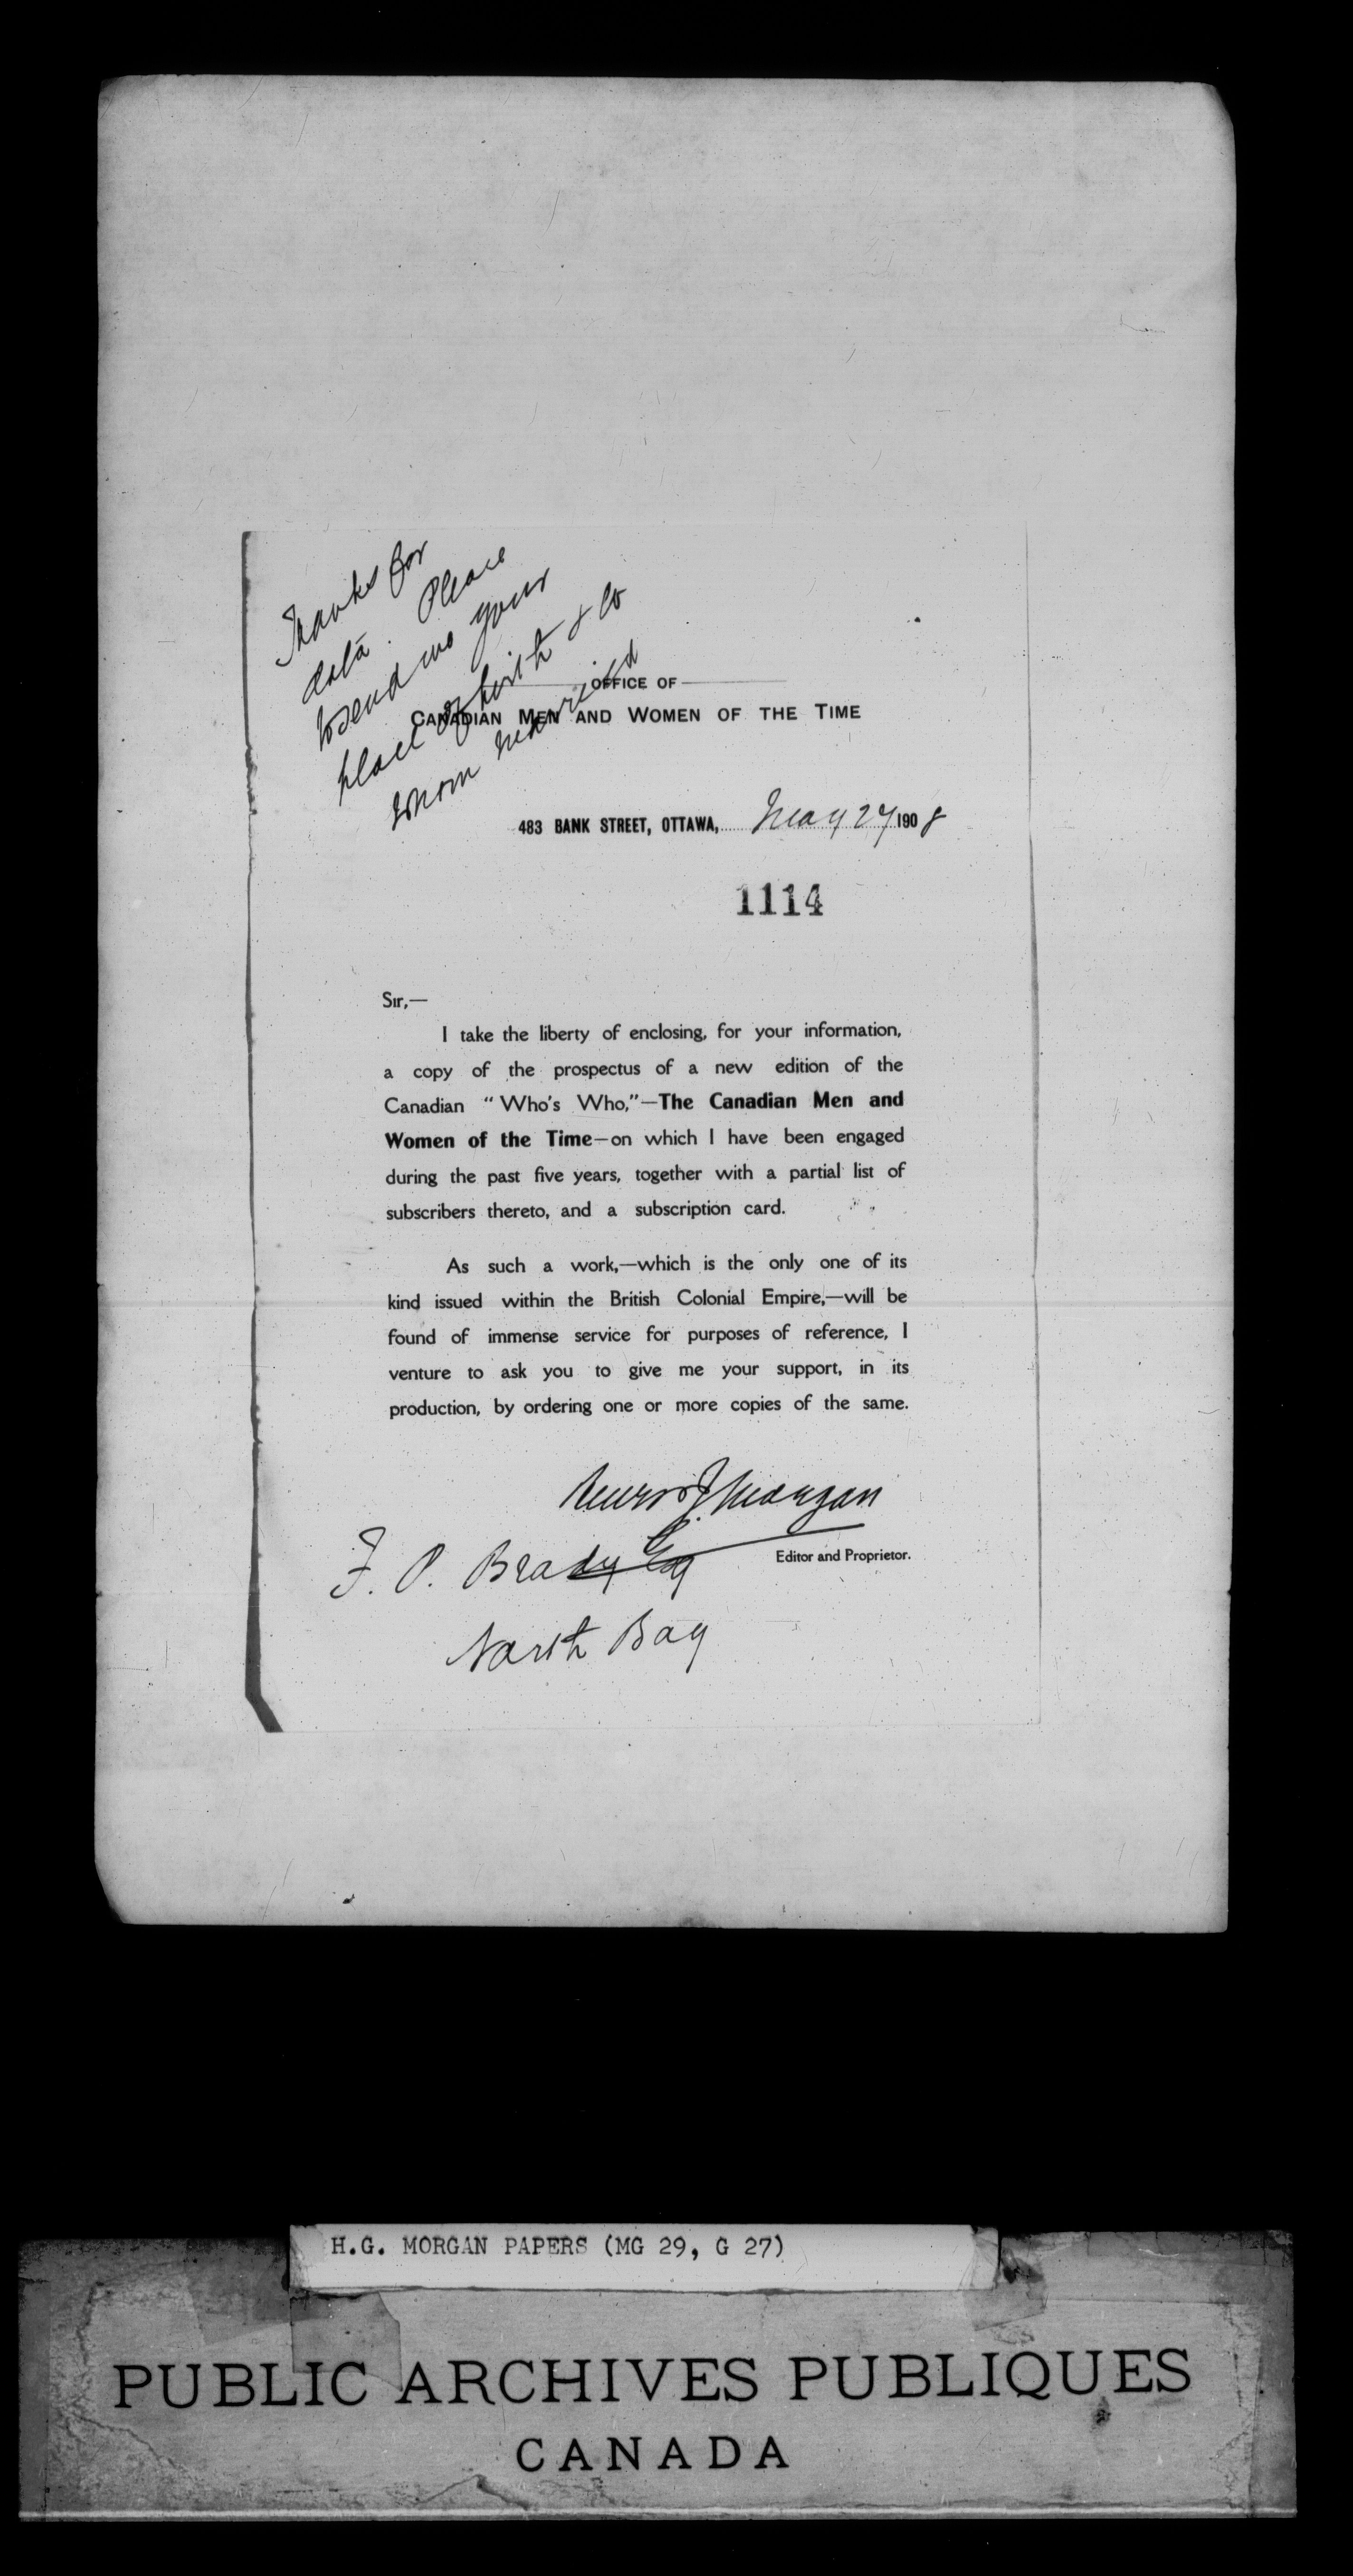 Thanks for
data. Please
send me your
place of birth & to
whom married
OFFICE OF
CANADIAN MEN AND WOMEN OF THE TIME
483 BANK STREET, OTTAWA, May 27 1908
1114
Sir,—
I take the liberty of enclosing, for your information,
a copy of the prospectus of a new edition of the
Canadian "Who's Who,"—The Canadian Men and
Women of the Time—on which I have been engaged
during the past five years, together with a partial list of
subscribers thereto, and a subscription card.
As such a work,—which is the only one of its
kind issued within the British Colonial Empire,—will be
found of immense service for purposes of reference, I
venture to ask you to give me your support, in its
production, by ordering one or more copies of the same.
Henry J. Morgan
Editor and Proprietor.
F. P. Brady Esq
North Bay
H.G. MORGAN PAPERS (MG 29, G 27)
PUBLIC ARCHIVES PUBLIQUES
CANADA